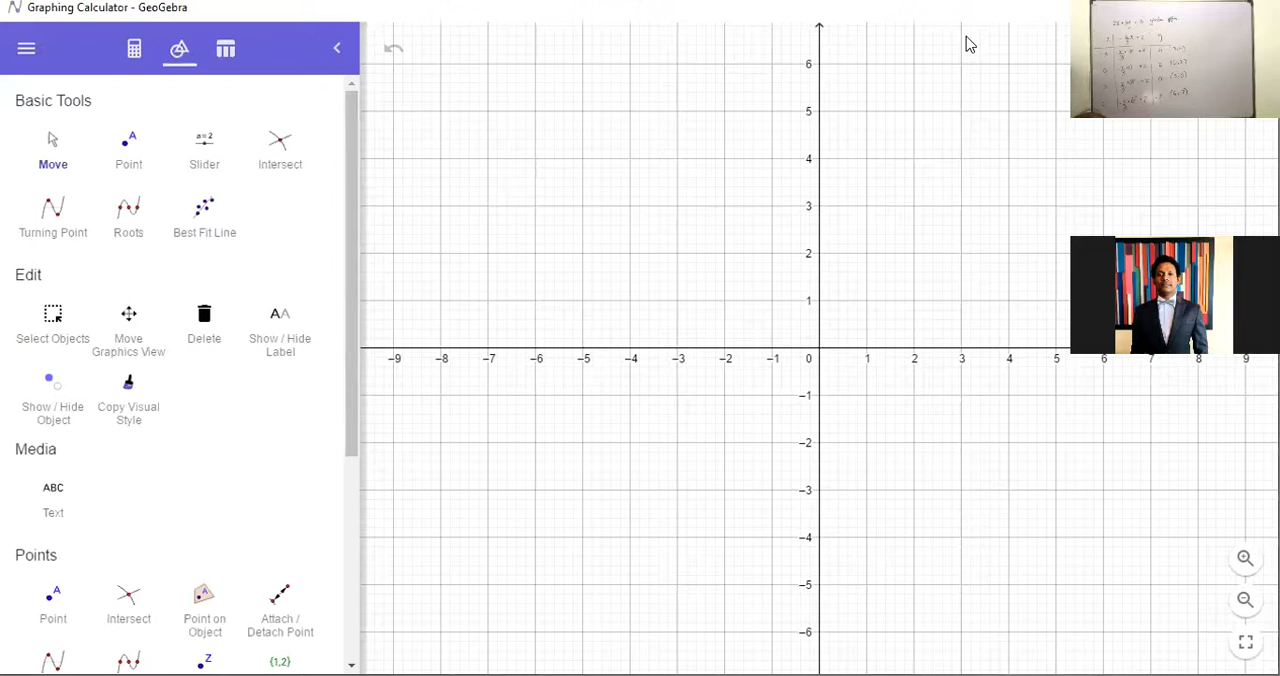 Graphing Calculator - GeoGebra
Basic Tools
Move
A
Point
a=2
Slider
Intersect
Turning Point
Roots
Best Fit Line
Edit
Select Objects
Move
Graphics View
Delete
AA
Show / Hide
Label
Show / Hide
Object
Copy Visual
Style
Media
ABC
Text
Points
A
Point
Intersect
A
Point on
Object
Attach /
Detach Point
Z
{1,2}
6
5
4
3
2
1
–9 –8 –7 –6 –5 –4 –3 –2 –1 0 1 2 3 4 5 6 7 8 9
–1
–2
–3
–4
–5
–6